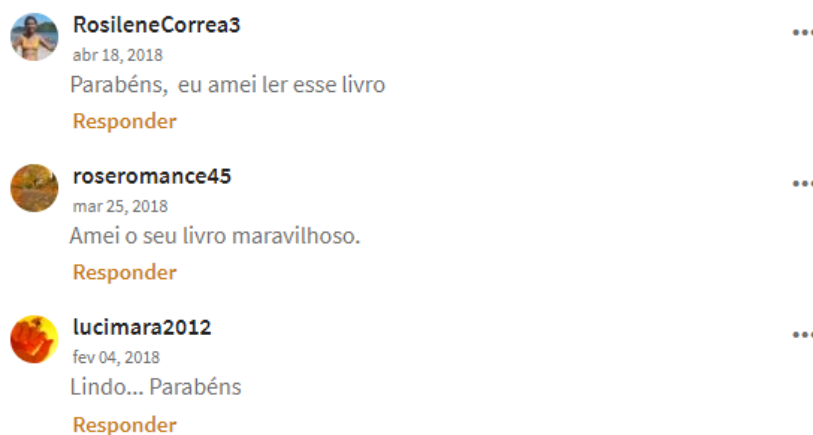 RosileneCorrea3
abr 18, 2018
Parabéns, eu amei ler esse livro
Responder
roseromance45
mar 25, 2018
Amei o seu livro maravilhoso.
Responder
lucimara2012
fev 04, 2018
Lindo... Parabéns
Responder